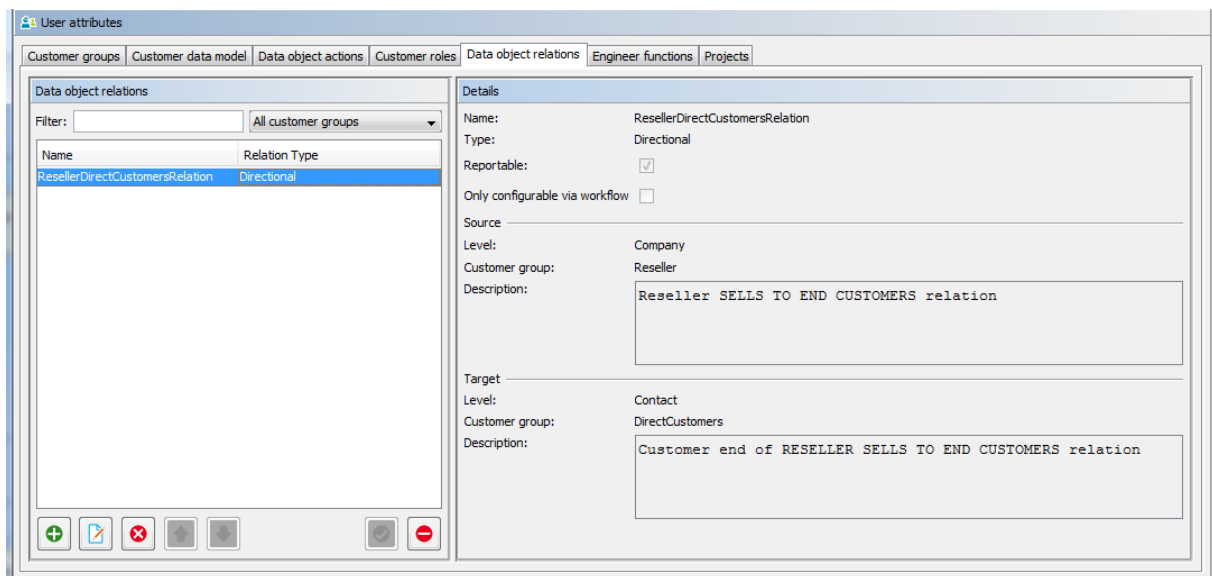 User attributes
Customer groups Customer data model Data object actions Customer roles Data object relations Engineer functions Projects
Data object relations
Filter: All customer groups
Name Relation Type
ResellerDirectCustomersRelation Directional
Details
Name: ResellerDirectCustomersRelation
Type: Directional
Reportable:
Only configurable via workflow
Source
Level: Company
Customer group: Reseller
Description: Reseller SELLS TO END CUSTOMERS relation
Target
Level: Contact
Customer group: DirectCustomers
Description: Customer end of RESELLER SELLS TO END CUSTOMERS relation